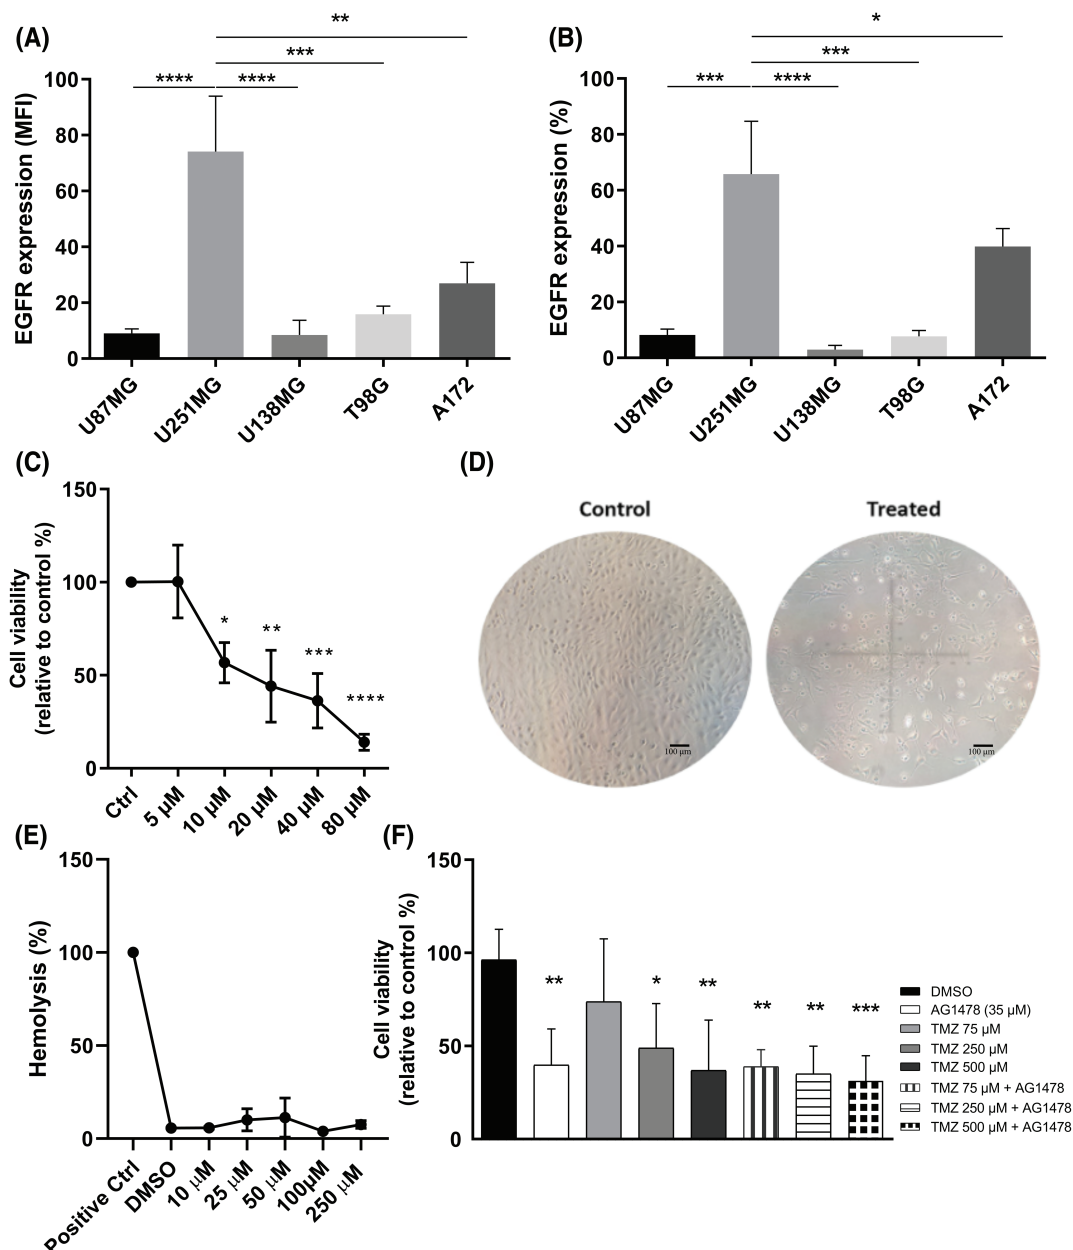 (A)
**
***
**** ****
EGFR expression (MFI)
100
80
60
40
20
0
U87MG
U251MG
U138MG
T98G
A172
(B)
*
***
*** ****
EGFR expression (%)
100
80
60
40
20
0
U87MG
U251MG
U138MG
T98G
A172
(C)
Cell viability
(relative to control %)
150
100
50
0
*
**
***
****
Ctrl
5 µM
10 µM
20 µM
40 µM
80 µM
(D)
Control
Treated
100 µm
100 µm
(E)
Hemolysis (%)
150
100
50
0
Positive Ctrl
DMSO
10 µM
25 µM
50 µM
100µM
250 µM
(F)
Cell viability
(relative to control %)
150
100
50
0
**
*
**
**
**
***
DMSO
AG1478 (35 µM)
TMZ 75 µM
TMZ 250 µM
TMZ 500 µM
TMZ 75 µM + AG1478
TMZ 250 µM + AG1478
TMZ 500 µM + AG1478